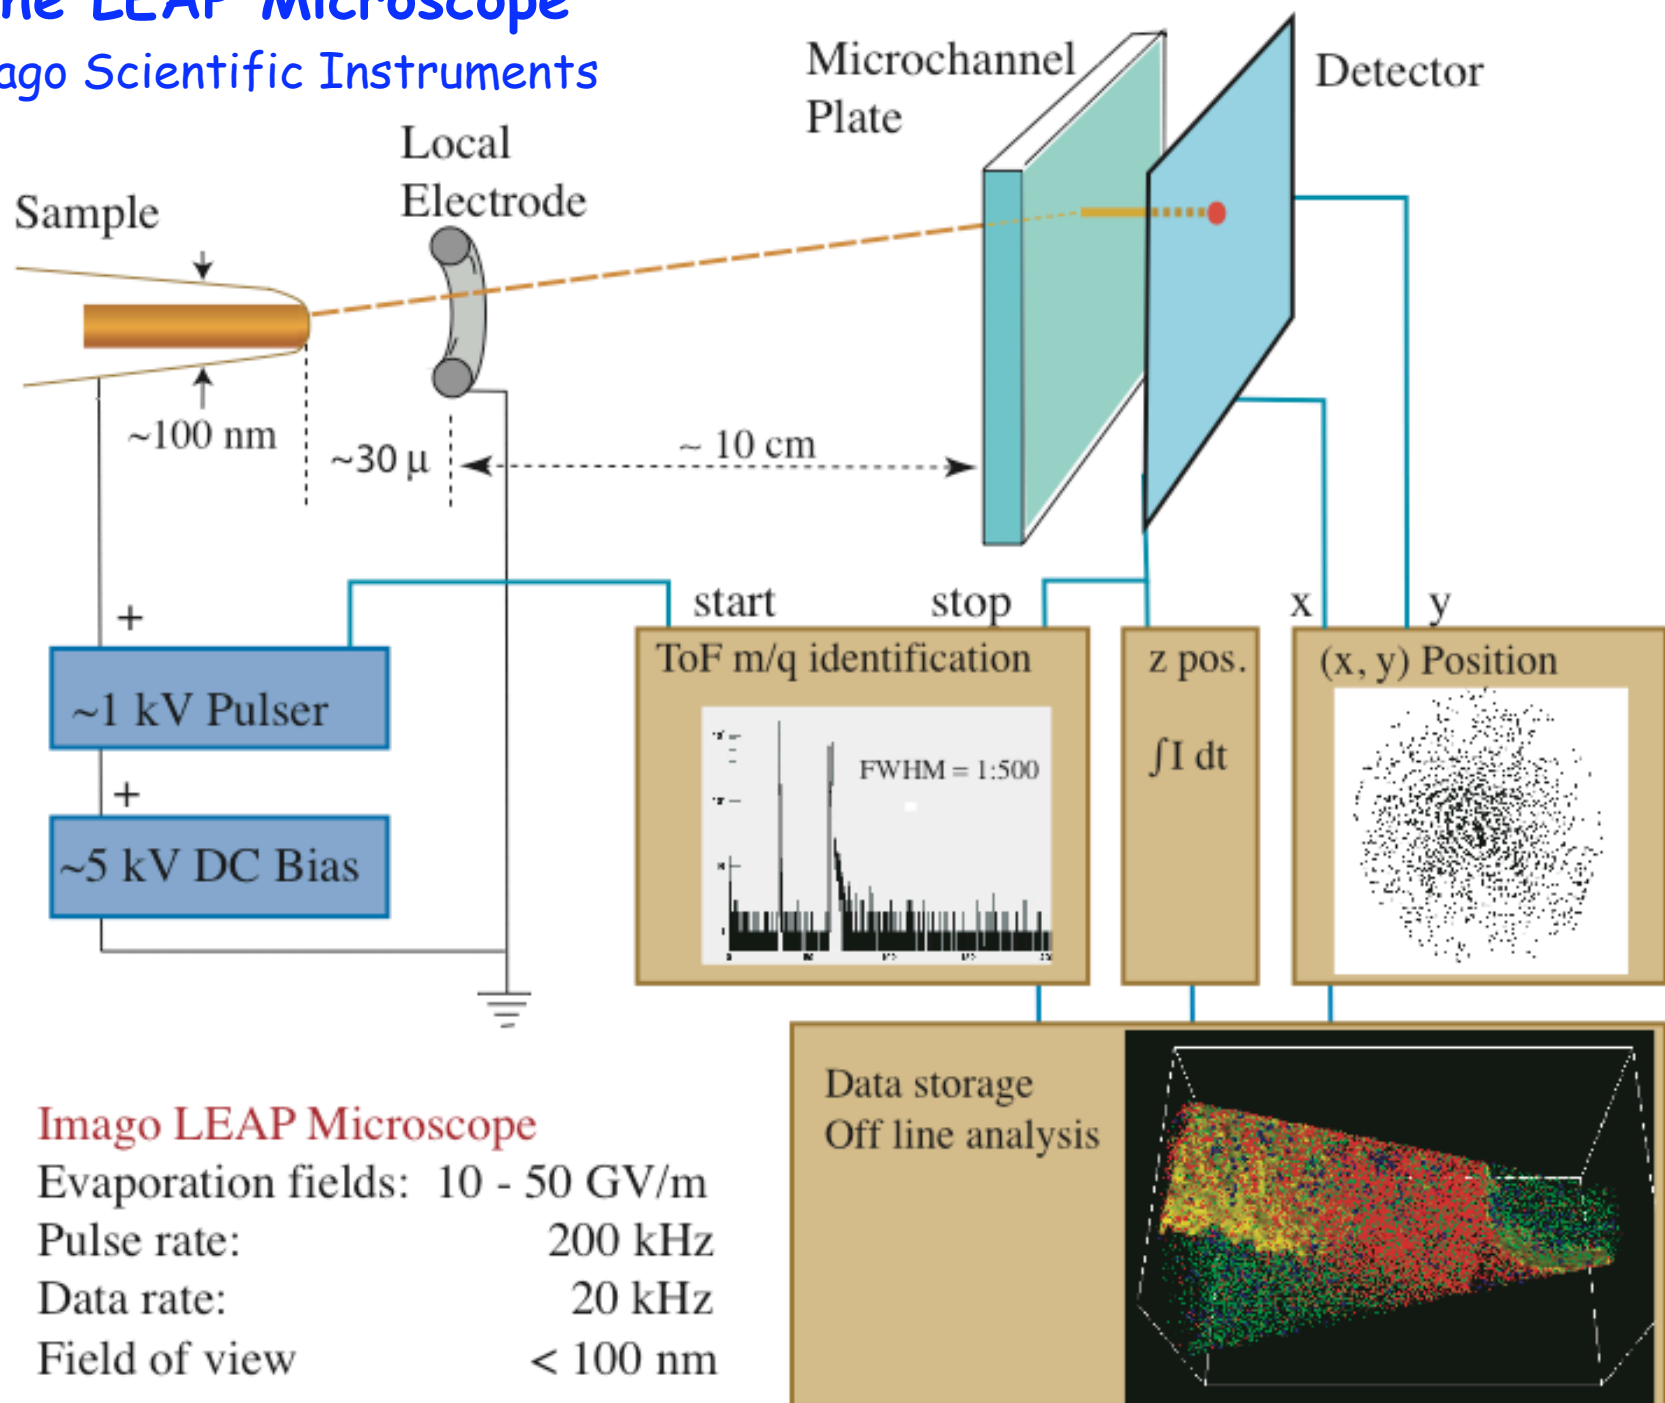 he LEAP Microscope
ago Scientific Instruments
Microchannel
Plate
Detector
Local
Electrode
Sample
~100 nm
~30 μ
~ 10 cm
start
stop
x
y
+
~1 kV Pulser
+
~5 kV DC Bias
ToF m/q identification
FWHM = 1:500
z pos.
∫I dt
(x, y) Position
Data storage
Off line analysis
Imago LEAP Microscope
Evaporation fields: 10 - 50 GV/m
Pulse rate: 200 kHz
Data rate: 20 kHz
Field of view < 100 nm